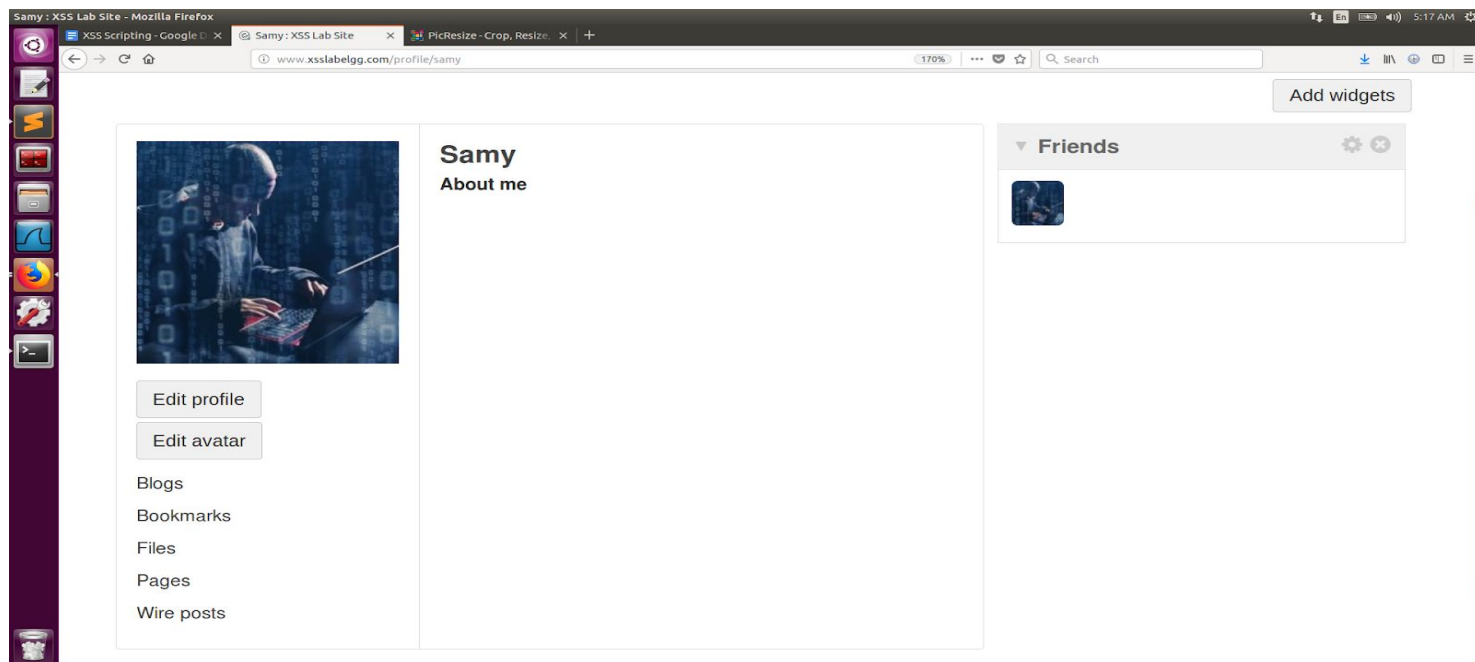 Samy : XSS Lab Site - Mozilla Firefox
En 5:17 AM
XSS Scripting - Google D
Samy : XSS Lab Site
PicResize - Crop, Resize,
www.xsslabelgg.com/profile/samy
170%
Search
Add widgets
Samy
About me
Edit profile
Edit avatar
Blogs
Bookmarks
Files
Pages
Wire posts
Friends